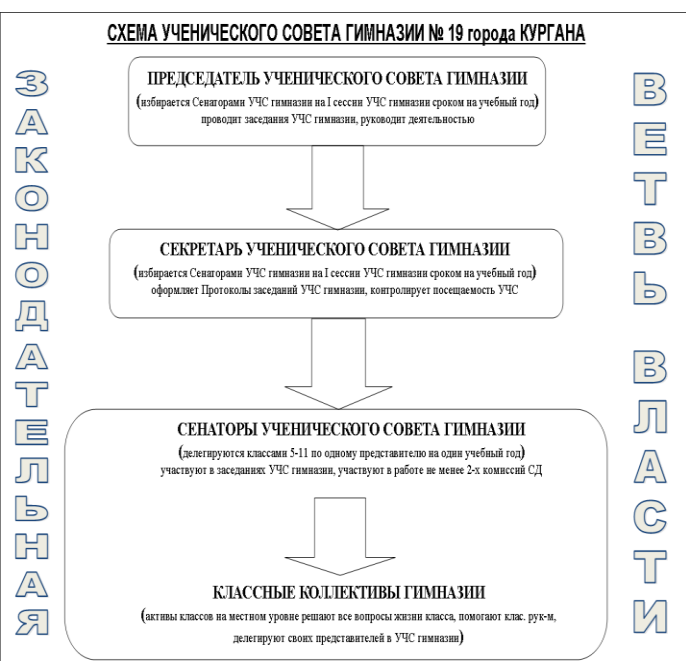 СХЕМА УЧЕНИЧЕСКОГО СОВЕТА ГИМНАЗИИ № 19 города КУРГАНА
ЗАКОНОДАТЕЛЬНАЯ
ПРЕДСЕДАТЕЛЬ УЧЕНИЧЕСКОГО СОВЕТА ГИМНАЗИИ
(избирается Сенаторами УЧС гимназии на I сессии УЧС гимназии сроком на учебный год)
проводит заседания УЧС гимназии, руководит деятельностью
СЕКРЕТАРЬ УЧЕНИЧЕСКОГО СОВЕТА ГИМНАЗИИ
(избирается Сенаторами УЧС гимназии на I сессии УЧС гимназии сроком на учебный год)
оформляет Протоколы заседаний УЧС гимназии, контролирует посещаемость УЧС
СЕНАТОРЫ УЧЕНИЧЕСКОГО СОВЕТА ГИМНАЗИИ
(делегируются классами 5-11 по одному представителю на один учебный год)
участвуют в заседаниях УЧС гимназии, участвуют в работе не менее 2-х комиссий СД
КЛАССНЫЕ КОЛЛЕКТИВЫ ГИМНАЗИИ
(активы классов на местном уровне решают все вопросы жизни класса, помогают клас. рук-м,
делегируют своих представителей в УЧС гимназии)
ВЕТВЬ ВЛАСТИ